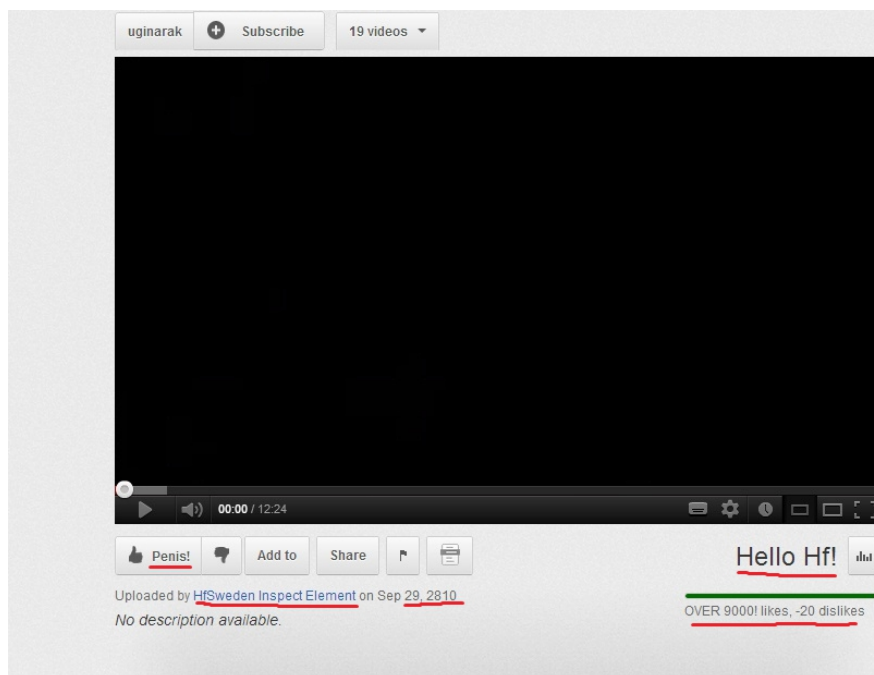 uginarak Subscribe 19 videos
00:00 / 12:24
Penis! Add to Share Hello Hf!
Uploaded by HfSweden Inspect Element on Sep 29, 2810
OVER 9000! likes, -20 dislikes
No description available.